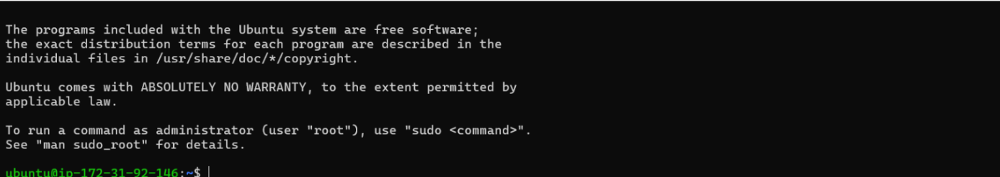 The programs included with the Ubuntu system are free software;
the exact distribution terms for each program are described in the
individual files in /usr/share/doc/*/copyright.
Ubuntu comes with ABSOLUTELY NO WARRANTY, to the extent permitted by
applicable law.
To run a command as administrator (user "root"), use "sudo <command>".
See "man sudo_root" for details.
ubuntu@ip-172-31-92-146:~$